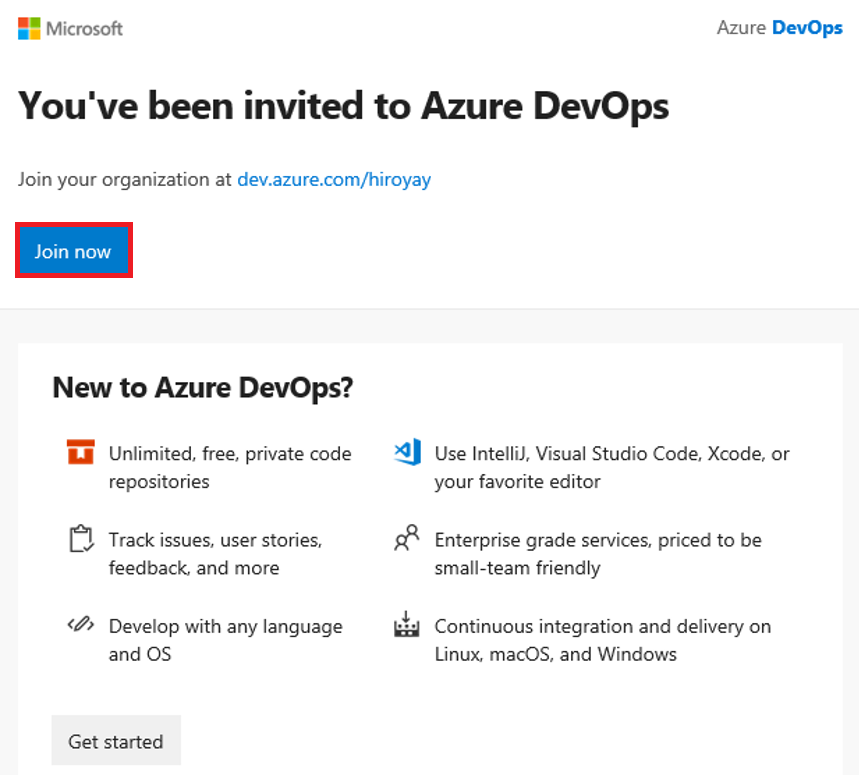 Microsoft
Azure DevOps
You've been invited to Azure DevOps
Join your organization at dev.azure.com/hiroyay
Join now
New to Azure DevOps?
Unlimited, free, private code
repositories
Use IntelliJ, Visual Studio Code, Xcode, or
your favorite editor
Track issues, user stories,
feedback, and more
Enterprise grade services, priced to be
small-team friendly
Develop with any language
and OS
Continuous integration and delivery on
Linux, macOS, and Windows
Get started